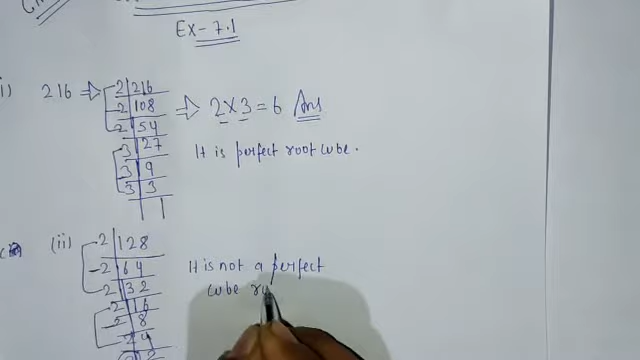 Ex - 7.1
i) 216 ⇒ 2 | 216
2 | 108
2 | 54
3 | 27
3 | 9
3 | 3
| 1
⇒ 2 × 3 = 6 Ans
It is perfect root cube.
(ii) 2 | 128
2 | 64
2 | 32
2 | 16
2 | 8
2 | 4
2 | 2
It is not a perfect
cube